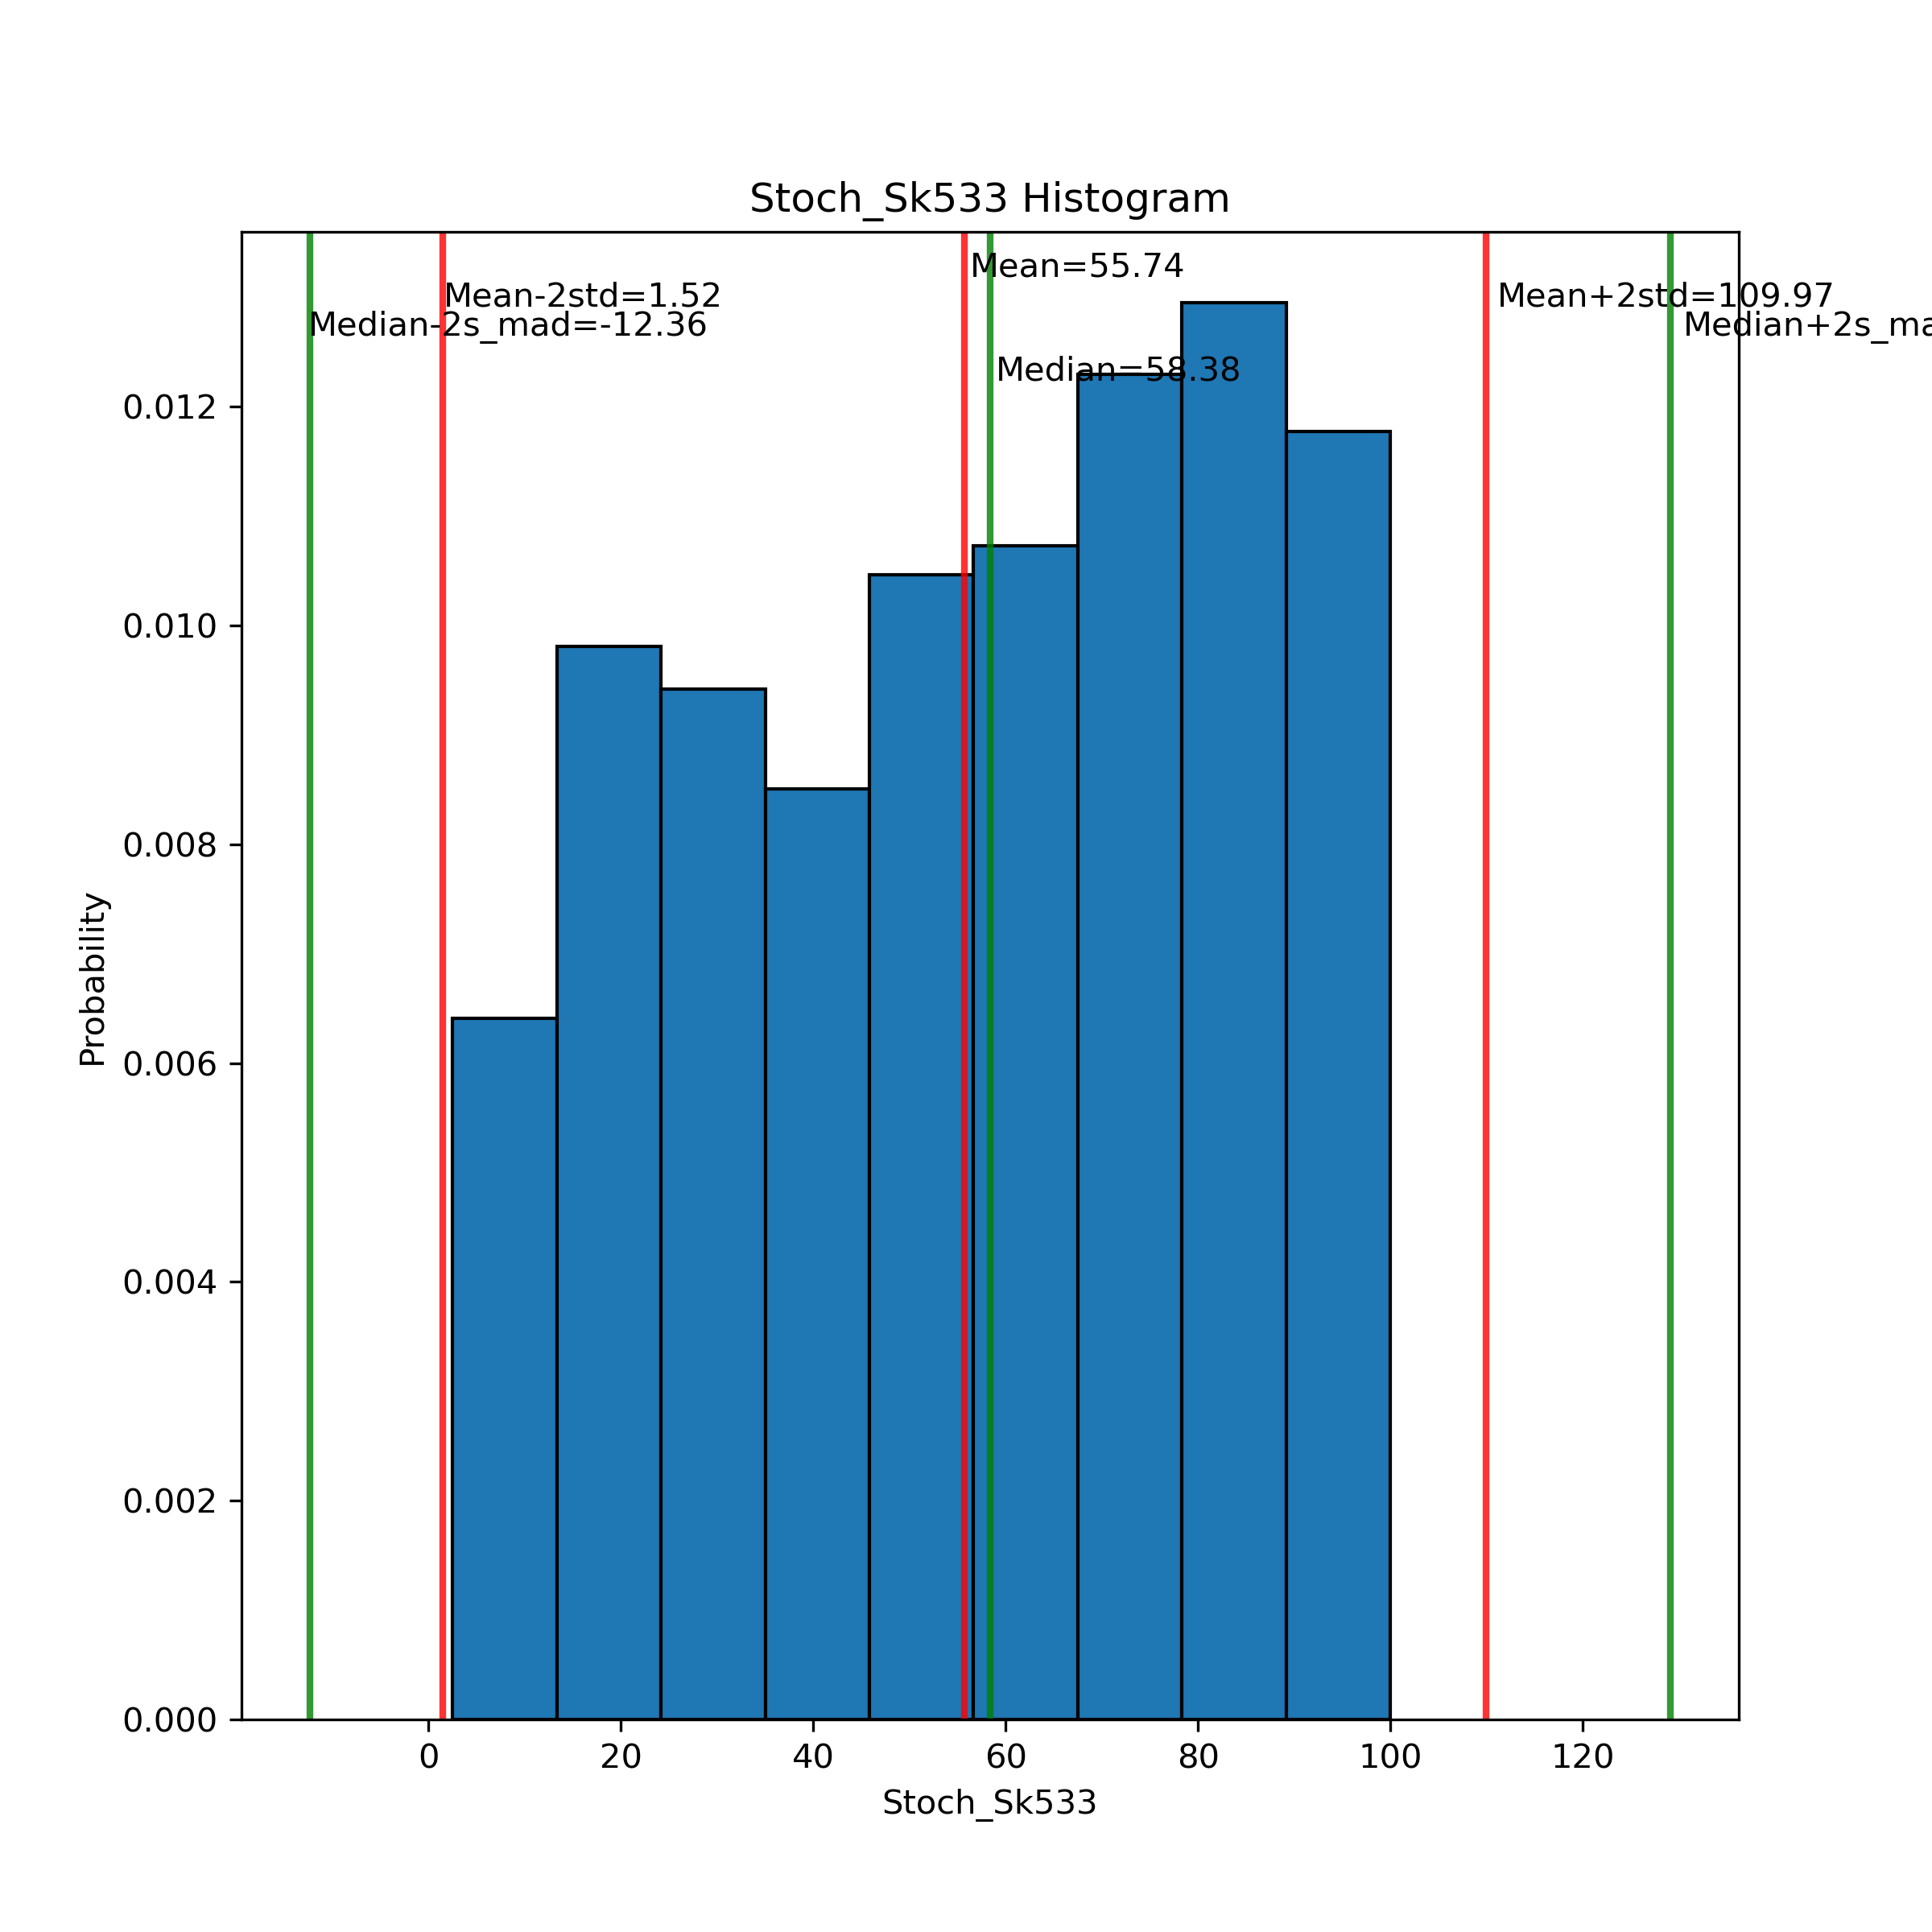 Stoch_Sk533 Histogram
Mean=55.74
Mean-2std=1.52
Mean+2std=109.97
Median-2s_mad=-12.36
Median+2s_ma
Median=58.38
0.012
0.010
0.008
0.006
0.004
0.002
0.000
Probability
0 20 40 60 80 100 120
Stoch_Sk533